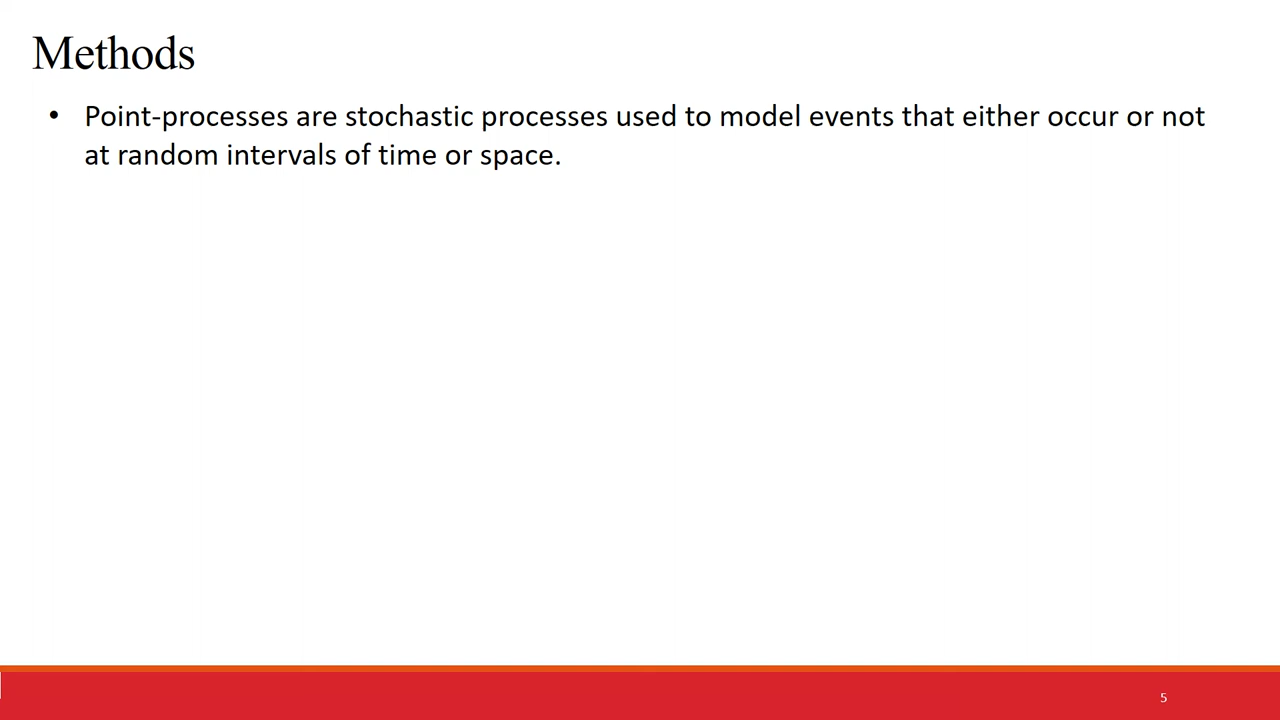 Methods
• Point-processes are stochastic processes used to model events that either occur or not
at random intervals of time or space.
5